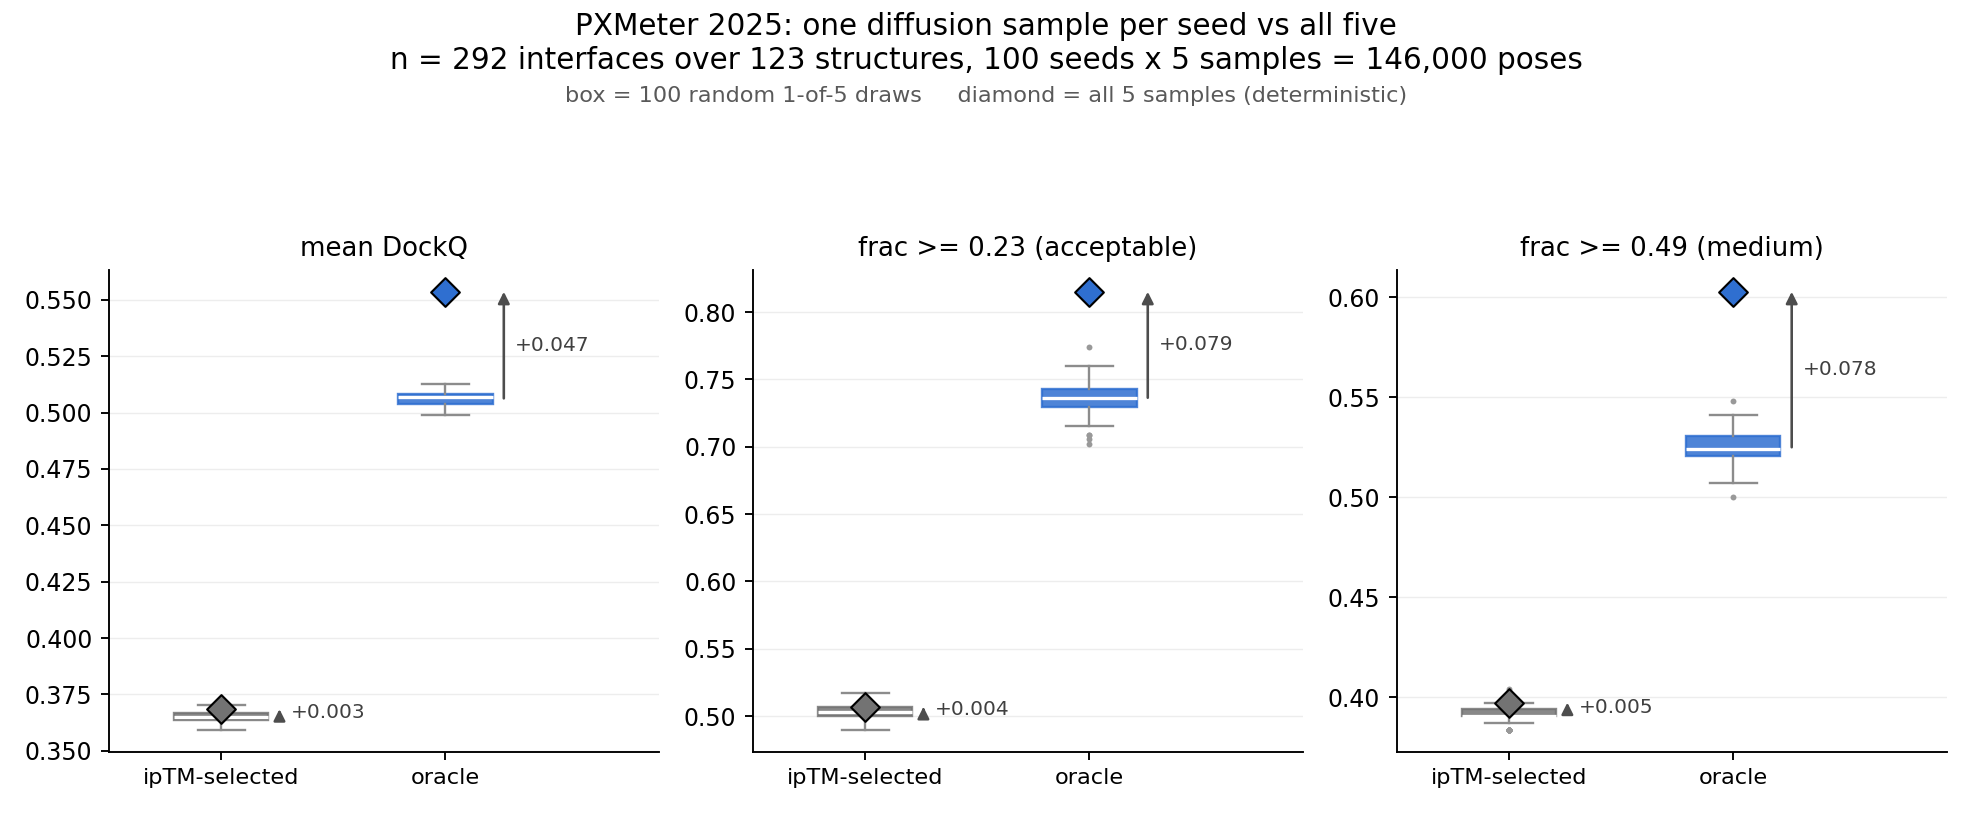 PXMeter 2025: one diffusion sample per seed vs all five
n = 292 interfaces over 123 structures, 100 seeds x 5 samples = 146,000 poses
box = 100 random 1-of-5 draws     diamond = all 5 samples (deterministic)
mean DockQ
0.550
0.525
0.500
0.475
0.450
0.425
0.400
0.375
0.350
+0.047
+0.003
ipTM-selected
oracle
frac >= 0.23 (acceptable)
0.80
0.75
0.70
0.65
0.60
0.55
0.50
+0.079
+0.004
ipTM-selected
oracle
frac >= 0.49 (medium)
0.60
0.55
0.50
0.45
0.40
+0.078
+0.005
ipTM-selected
oracle